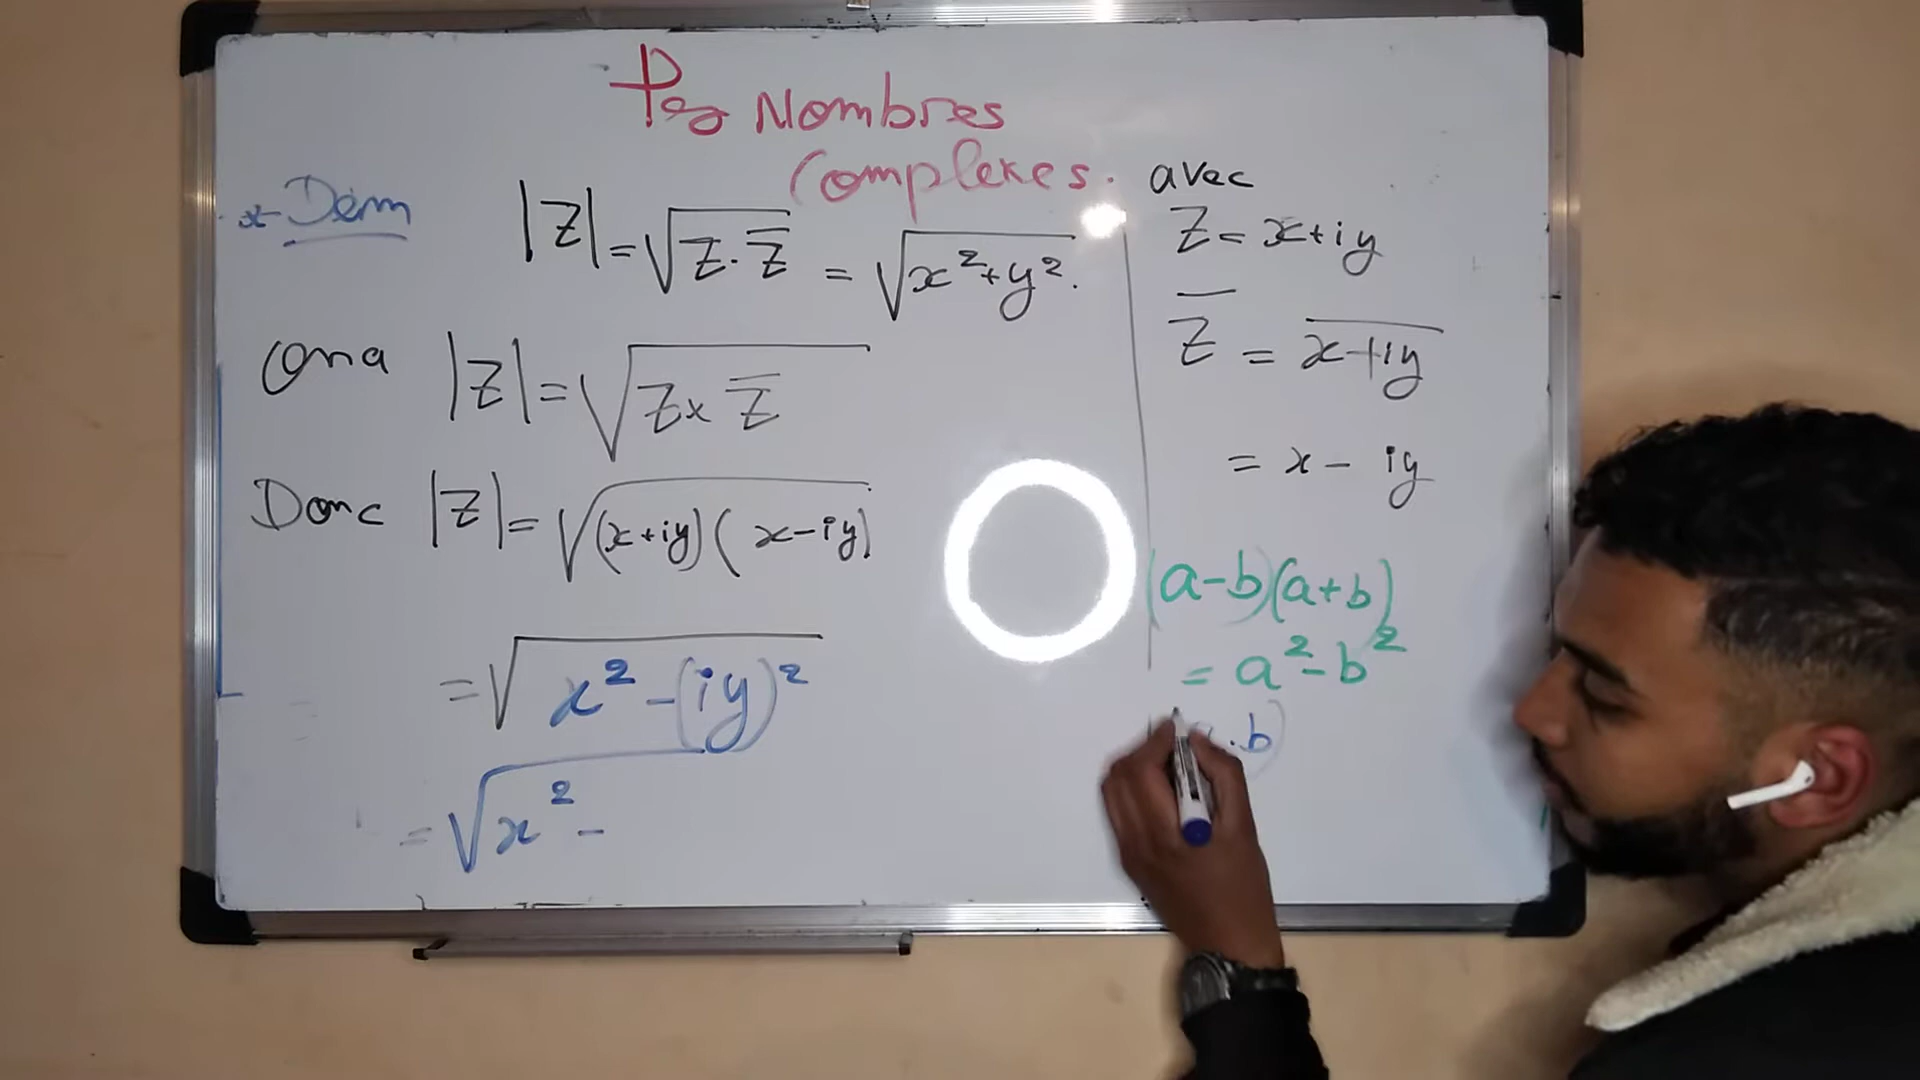 Les Nombres
Complexes.
* Dém
|Z| = √(Z . Z̅) = √(x² + y²).
On a |Z| = √(Z × Z̅)
Donc |Z| = √((x+iy)(x-iy))
= √(x² - (iy)²)
= √(x² -
avec
Z = x+iy
Z̅ = x̅+̅i̅y̅
= x - iy
(a-b)(a+b)
= a² - b²
.b)